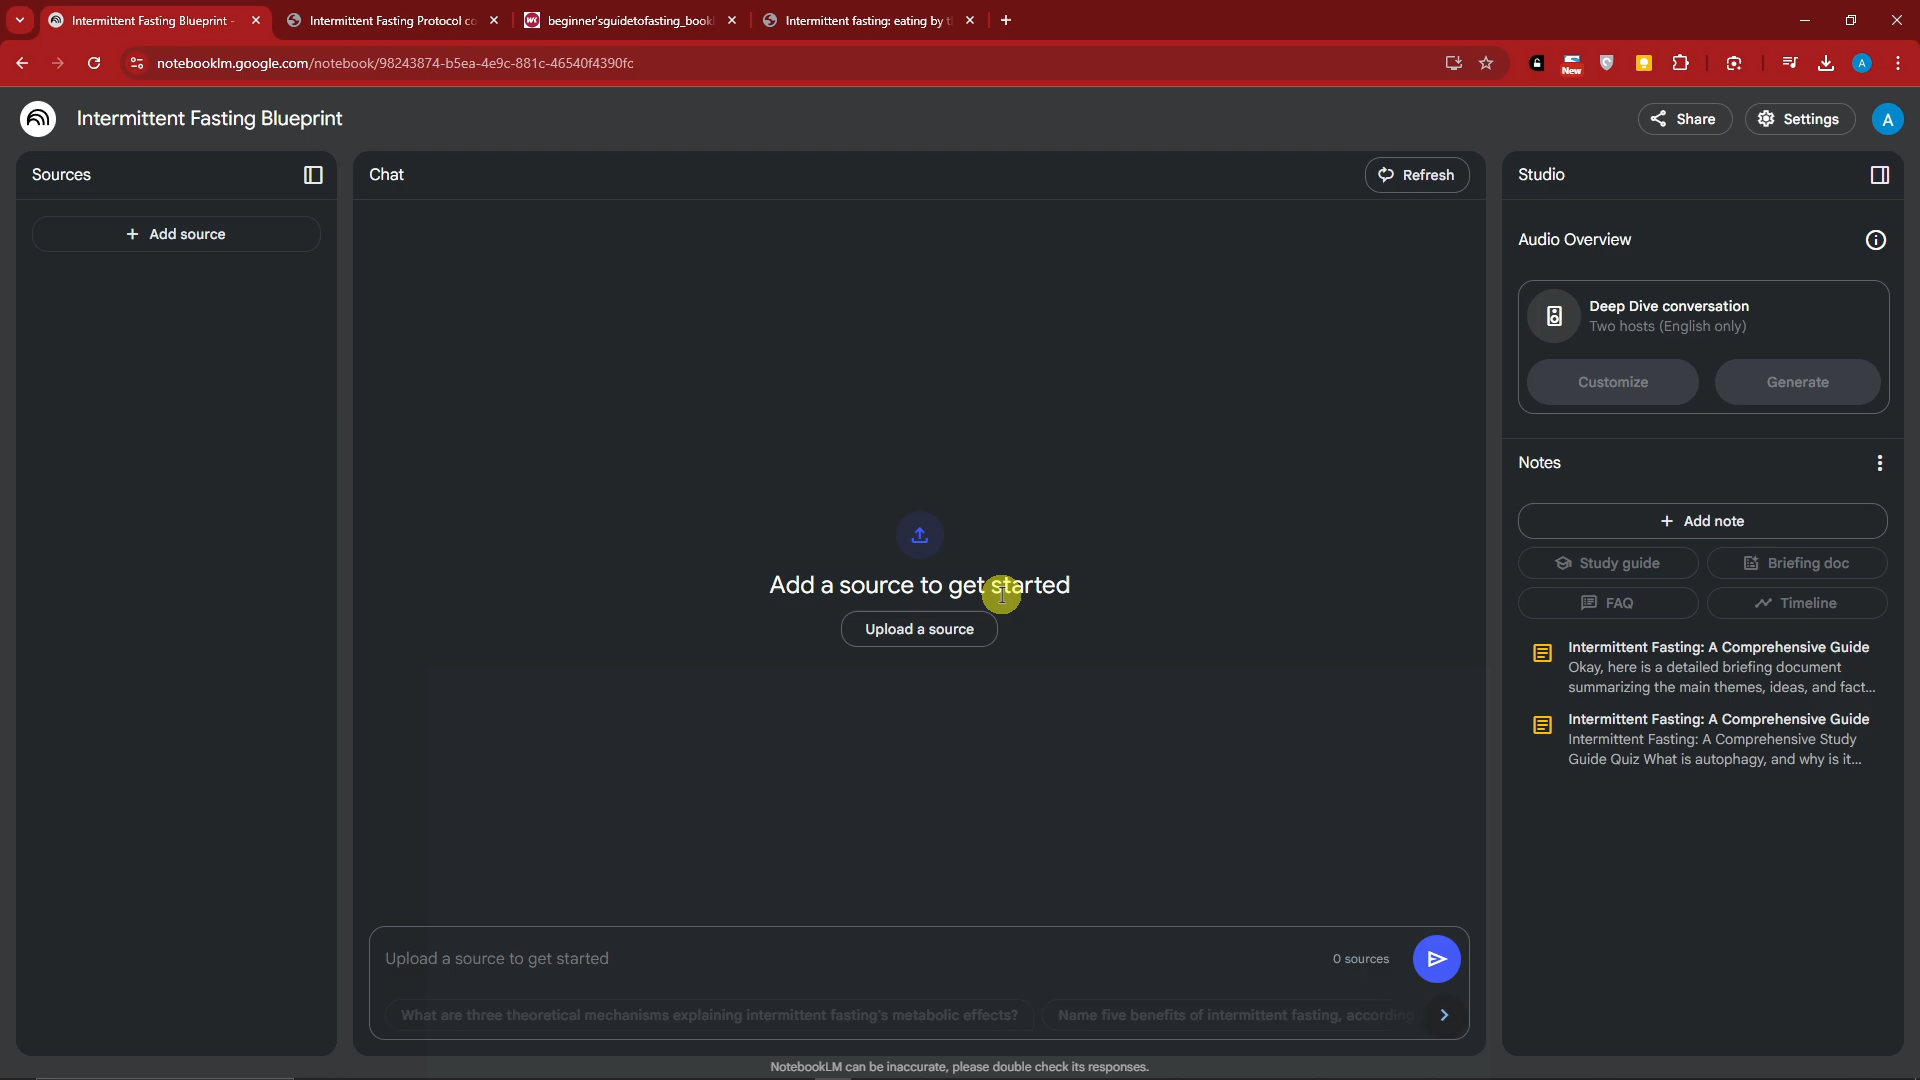 Intermittent Fasting Blueprint -
Intermittent Fasting Protocol co
beginner'sguidetofasting_book
Intermittent fasting: eating by t
notebooklm.google.com/notebook/98243874-b5ea-4e9c-881c-46540f4390fc
New
A
Intermittent Fasting Blueprint
Share
Settings
A
Sources
+ Add source
Chat
Refresh
Add a source to get started
Upload a source
Upload a source to get started
0 sources
What are three theoretical mechanisms explaining intermittent fasting's metabolic effects?
Name five benefits of intermittent fasting, according
NotebookLM can be inaccurate, please double check its responses.
Studio
Audio Overview
Deep Dive conversation
Two hosts (English only)
Customize
Generate
Notes
+ Add note
Study guide
Briefing doc
FAQ
Timeline
Intermittent Fasting: A Comprehensive Guide
Okay, here is a detailed briefing document
summarizing the main themes, ideas, and fact...
Intermittent Fasting: A Comprehensive Guide
Intermittent Fasting: A Comprehensive Study
Guide Quiz What is autophagy, and why is it...